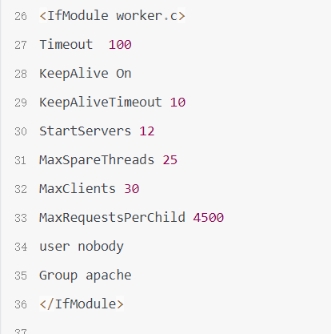 26 <IfModule worker.c>
27 Timeout  100
28 KeepAlive On
29 KeepAliveTimeout 10
30 StartServers 12
31 MaxSpareThreads 25
32 MaxClients 30
33 MaxRequestsPerChild 4500
34 user nobody
35 Group apache
36 </IfModule>
37